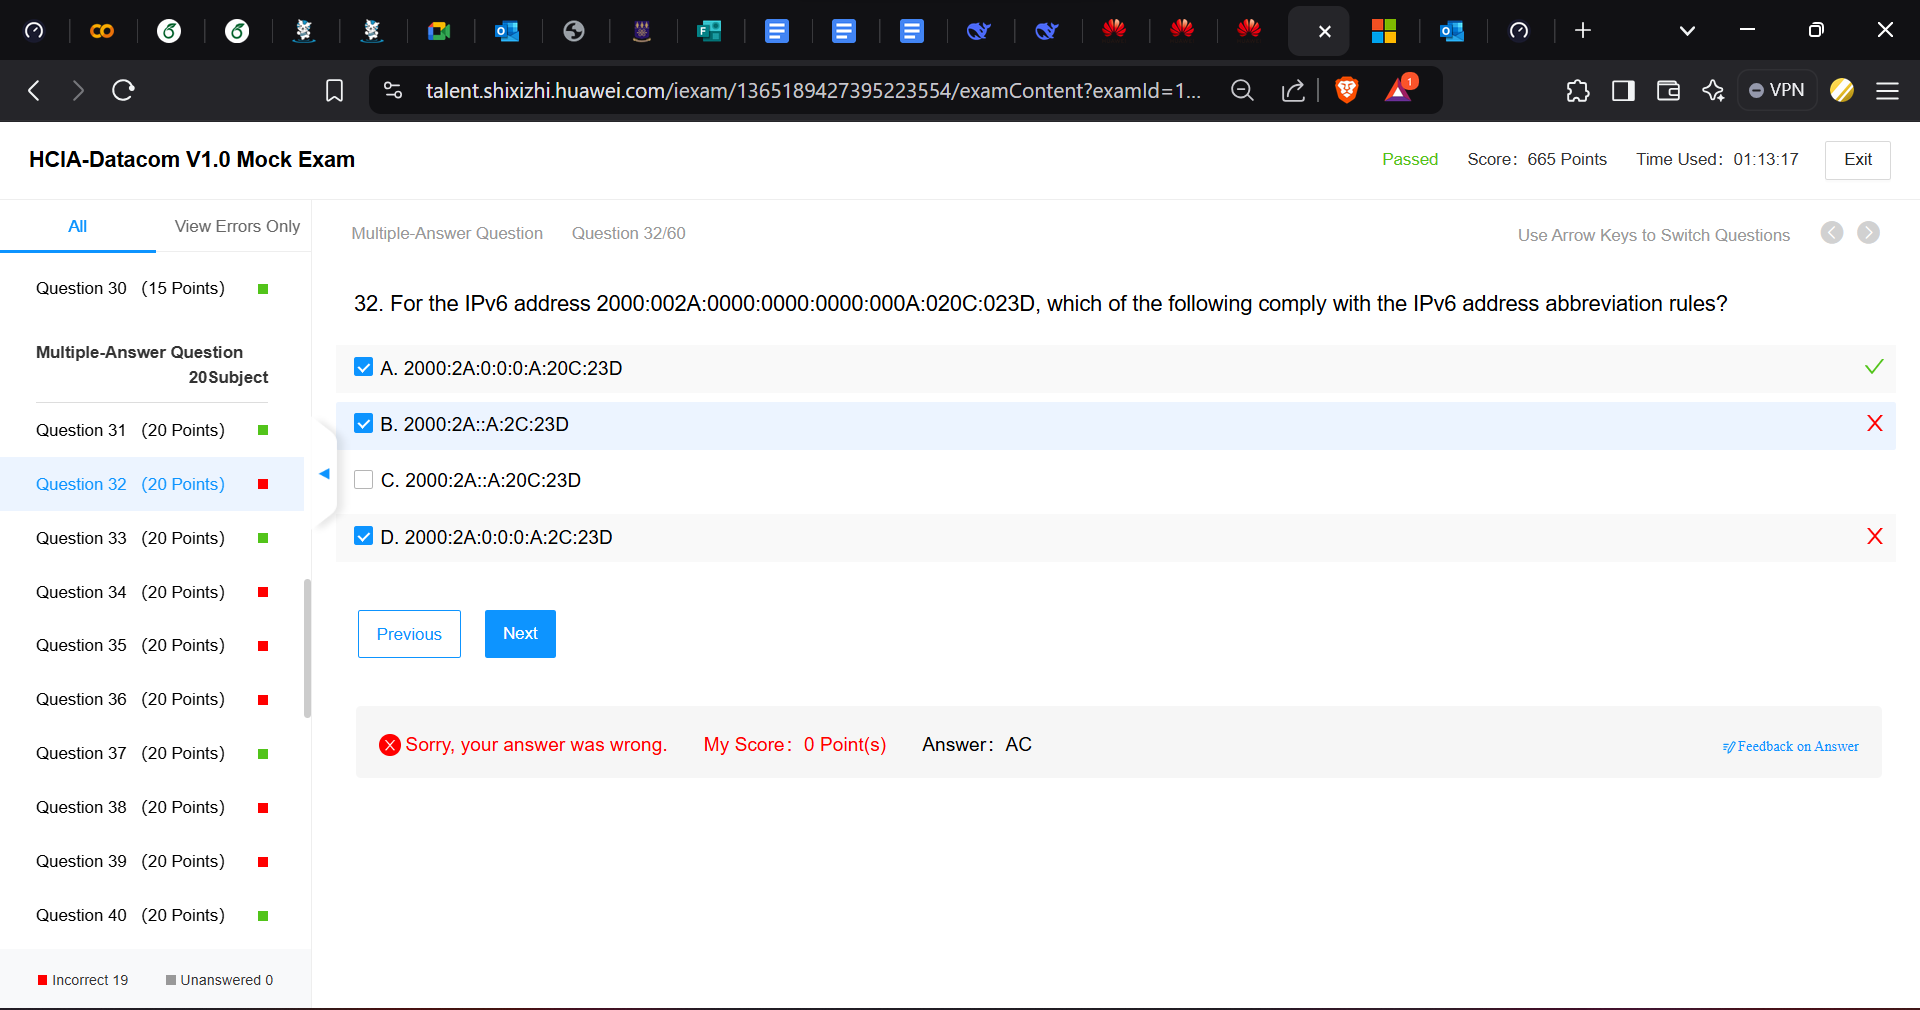 talent.shixizhi.huawei.com/iexam/1365189427395223554/examContent?examId=1...
1
VPN
HCIA-Datacom V1.0 Mock Exam
Passed
Score: 665 Points
Time Used: 01:13:17
Exit
All
View Errors Only
Multiple-Answer Question
Question 32/60
Use Arrow Keys to Switch Questions
Question 30 (15 Points)
Multiple-Answer Question
20Subject
Question 31 (20 Points)
Question 32 (20 Points)
Question 33 (20 Points)
Question 34 (20 Points)
Question 35 (20 Points)
Question 36 (20 Points)
Question 37 (20 Points)
Question 38 (20 Points)
Question 39 (20 Points)
Question 40 (20 Points)
Incorrect 19
Unanswered 0
32. For the IPv6 address 2000:002A:0000:0000:0000:000A:020C:023D, which of the following comply with the IPv6 address abbreviation rules?
A. 2000:2A:0:0:0:A:20C:23D
B. 2000:2A::A:2C:23D
C. 2000:2A::A:20C:23D
D. 2000:2A:0:0:0:A:2C:23D
Previous
Next
Sorry, your answer was wrong.
My Score: 0 Point(s)
Answer: AC
Feedback on Answer